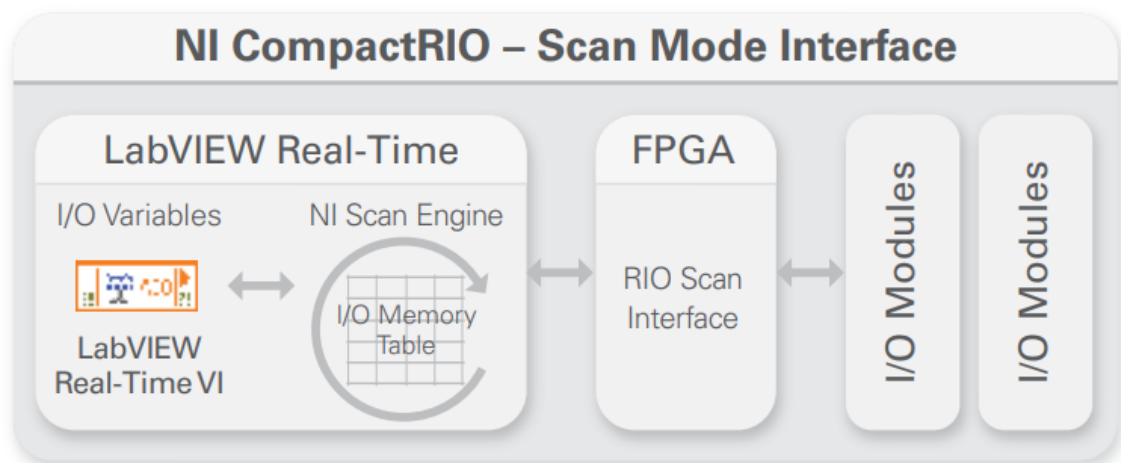 NI CompactRIO – Scan Mode Interface
LabVIEW Real-Time
I/O Variables
NI Scan Engine
I/O Memory
Table
LabVIEW
Real-Time VI
FPGA
RIO Scan
Interface
I/O Modules
I/O Modules